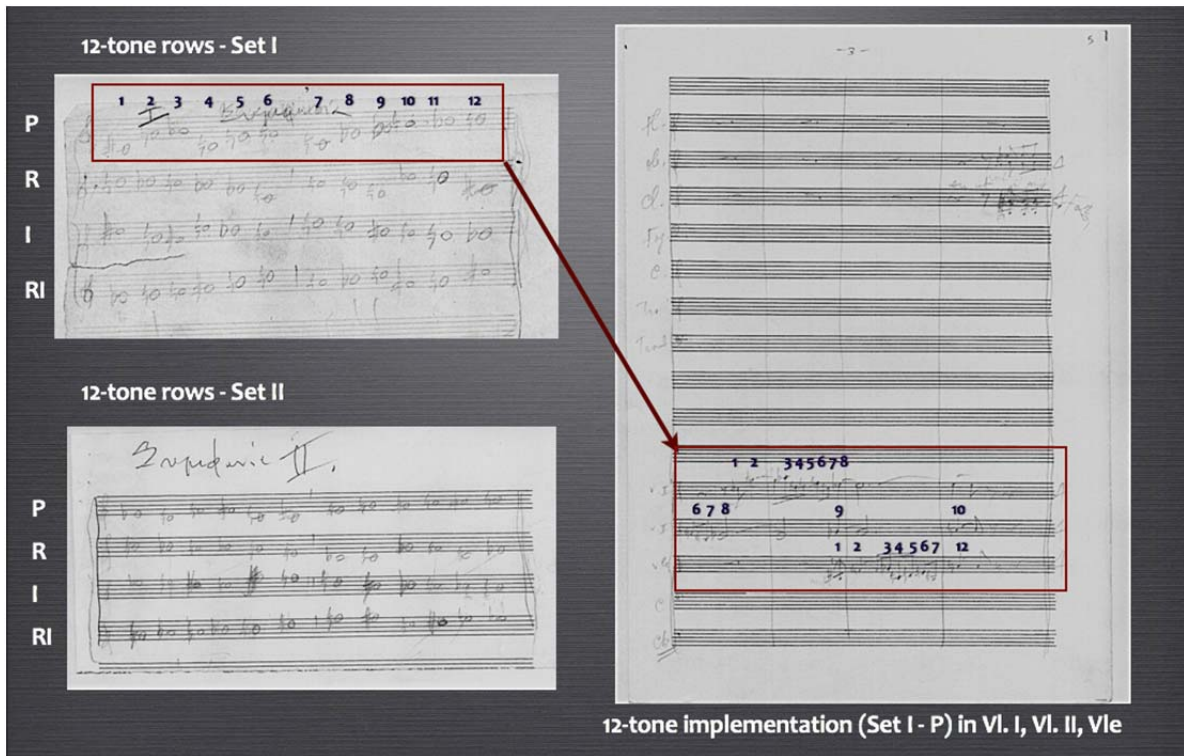 12-tone rows - Set I
1 2 3 4 5 6 7 8 9 10 11 12
I
P
R
I
RI
12-tone rows - Set II
II.
P
R
I
RI
- 3 -
1 2 3 4 5 6 7 8
6 7 8 9 10
1 2 3 4 5 6 7 12
12-tone implementation (Set I - P) in Vl. I, Vl. II, Vle